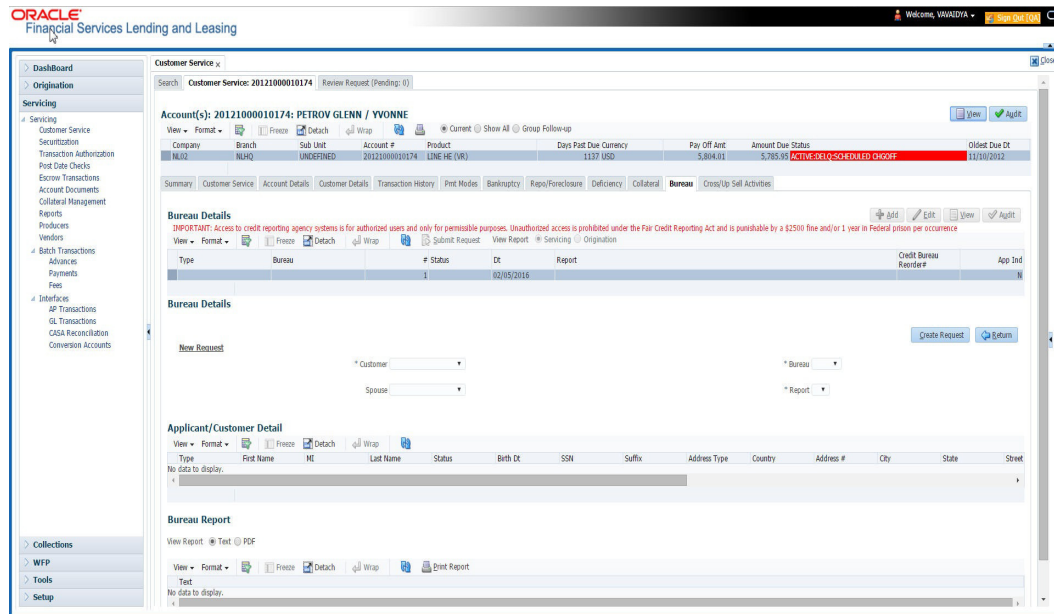 ORACLE'
Welcome, VAVAIDYA
Sign Out [QA]
Financial Services Lending and Leasing
DashBoard
Origination
Servicing
Servicing
Customer Service
Securitization
Transaction Authorization
Post Date Checks
Escrow Transactions
Account Documents
Collateral Management
Reports
Producers
Vendors
Batch Transactions
Advances
Payments
Fees
Interfaces
AP Transactions
GL Transactions
CASA Reconciliation
Conversion Accounts
Collections
WFP
Tools
Setup
Customer Service x
Close
Search Customer Service: 20121000010174 Review Request (Pending: 0)
Account(s): 20121000010174: PETROV GLENN / YVONNE
View Audit
View Format Freeze Detach Wrap Current Show All Group Follow-up
Company Branch Sub Unit Account # Product Days Past Due Currency Pay Off Amt Amount Due Status Oldest Due Dt
NL02 NLHQ UNDEFINED 20121000010174 LINE HE (VR) 1137 USD 5,804.01 5,785.95 ACTIVE:DELQ:SCHEDULED CHGOFF 11/10/2012
Summary Customer Service Account Details Customer Details Transaction History Pmt Modes Bankruptcy Repo/Foreclosure Deficiency Collateral Bureau Cross/Up Sell Activities
Bureau Details
Add Edit View Audit
IMPORTANT: Access to credit reporting agency systems is for authorized users and only for permissible purposes. Unauthorized access is prohibited under the Fair Credit Reporting Act and is punishable by a $2500 fine and/or 1 year in Federal prison per occurrence
View Format Freeze Detach Wrap Submit Request View Report Servicing Origination
Type Bureau # Status Dt Report Credit Bureau Reorder# App Ind
1 02/05/2016 N
Bureau Details
Create Request Return
New Request
* Customer * Bureau
Spouse * Report
Applicant/Customer Detail
View Format Freeze Detach Wrap
Type First Name MI Last Name Status Birth Dt SSN Suffix Address Type Country Address # City State Street
No data to display.
Bureau Report
View Report Text PDF
View Format Freeze Detach Wrap Print Report
Text
No data to display.